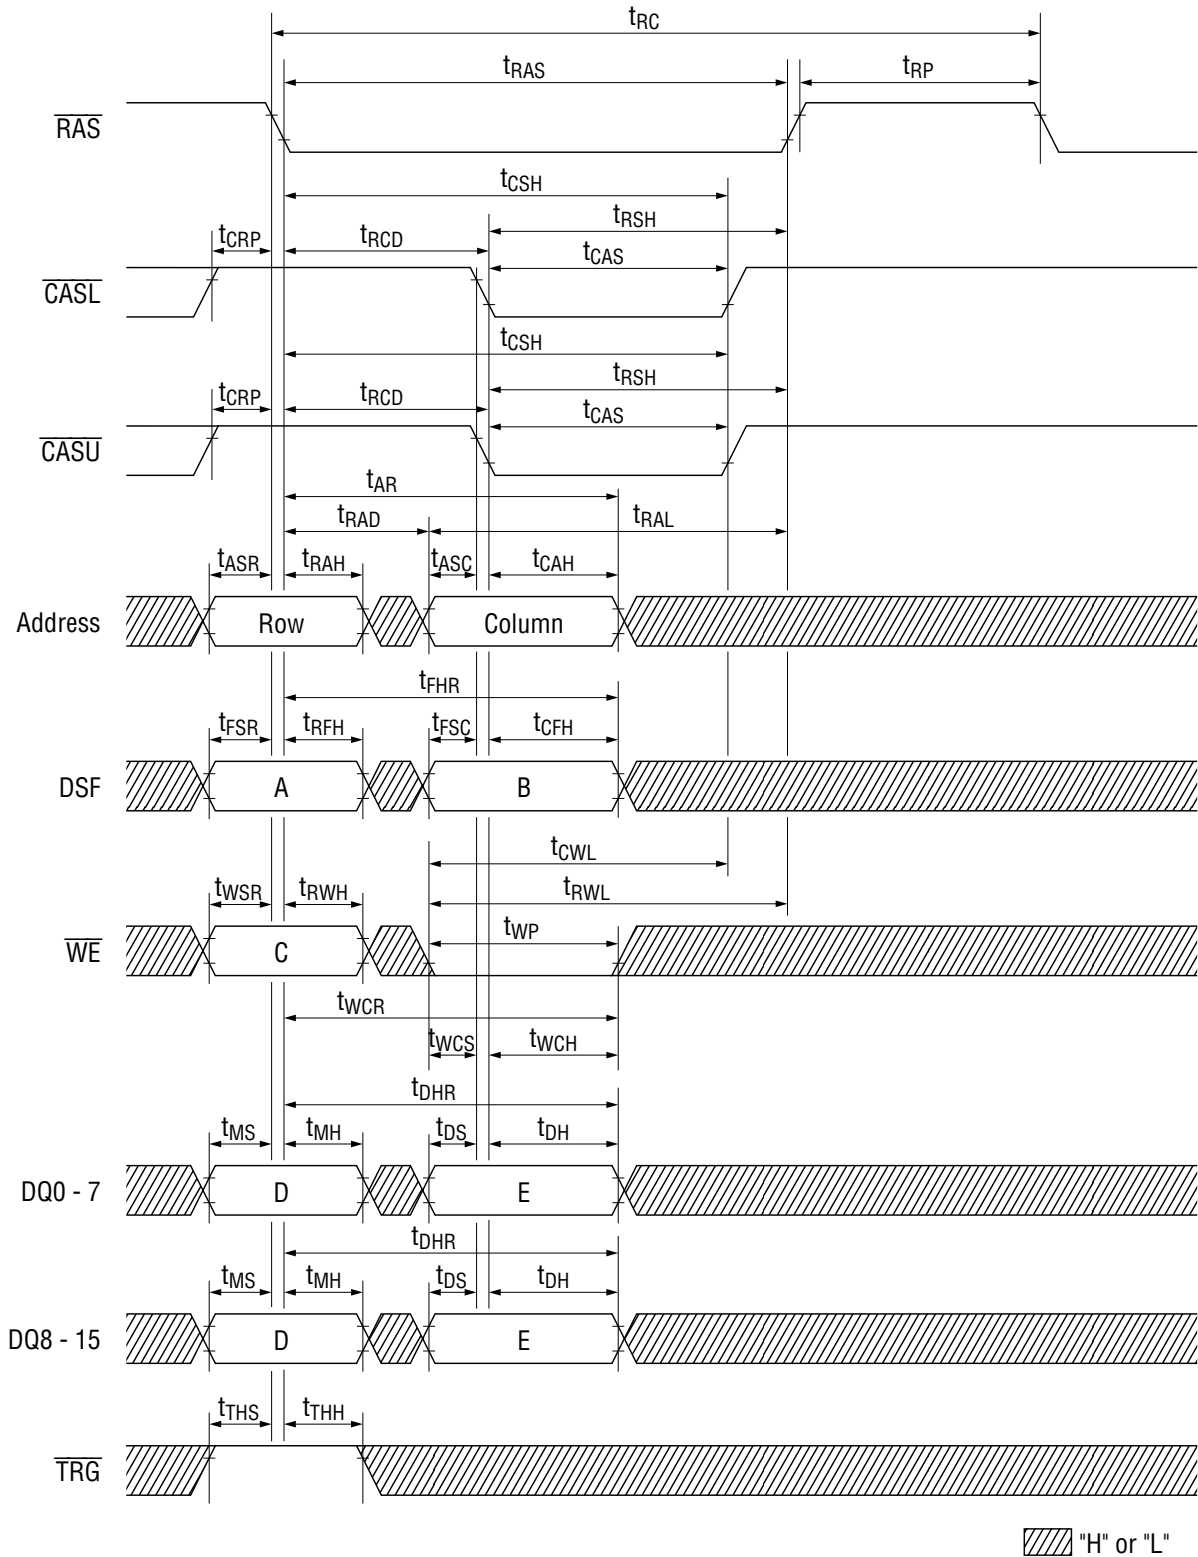 tRC
tRAS tRP
RAS
tCSH
tRSH
tCRP tRCD
tCAS
CASL
tCSH
tRSH
tCRP tRCD
tCAS
CASU
tAR
tRAD tRAL
tASR tRAH tASC tCAH
Address Row Column
tFHR
tFSR tRFH tFSC tCFH
DSF A B
tCWL
tWSR tRWH tRWL
tWP
WE C
tWCR
tWCS tWCH
tDHR
tMS tMH tDS tDH
DQ0 - 7 D E
tDHR
tMS tMH tDS tDH
DQ8 - 15 D E
tTHS tTHH
TRG
"H" or "L"